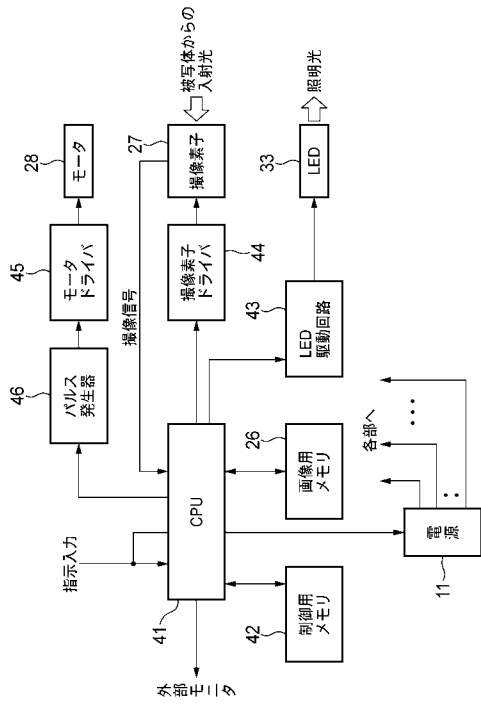 28
モータ
45
モータ
ドライバ
46
パルス
発生器
27
撮像素子
被写体からの
入射光
撮像信号
撮像素子
ドライバ
44
33
LED
照明光
43
LED
駆動回路
指示入力
41
CPU
外部モニタ
26
画像用
メモリ
42
制御用
メモリ
各部へ
11
電源